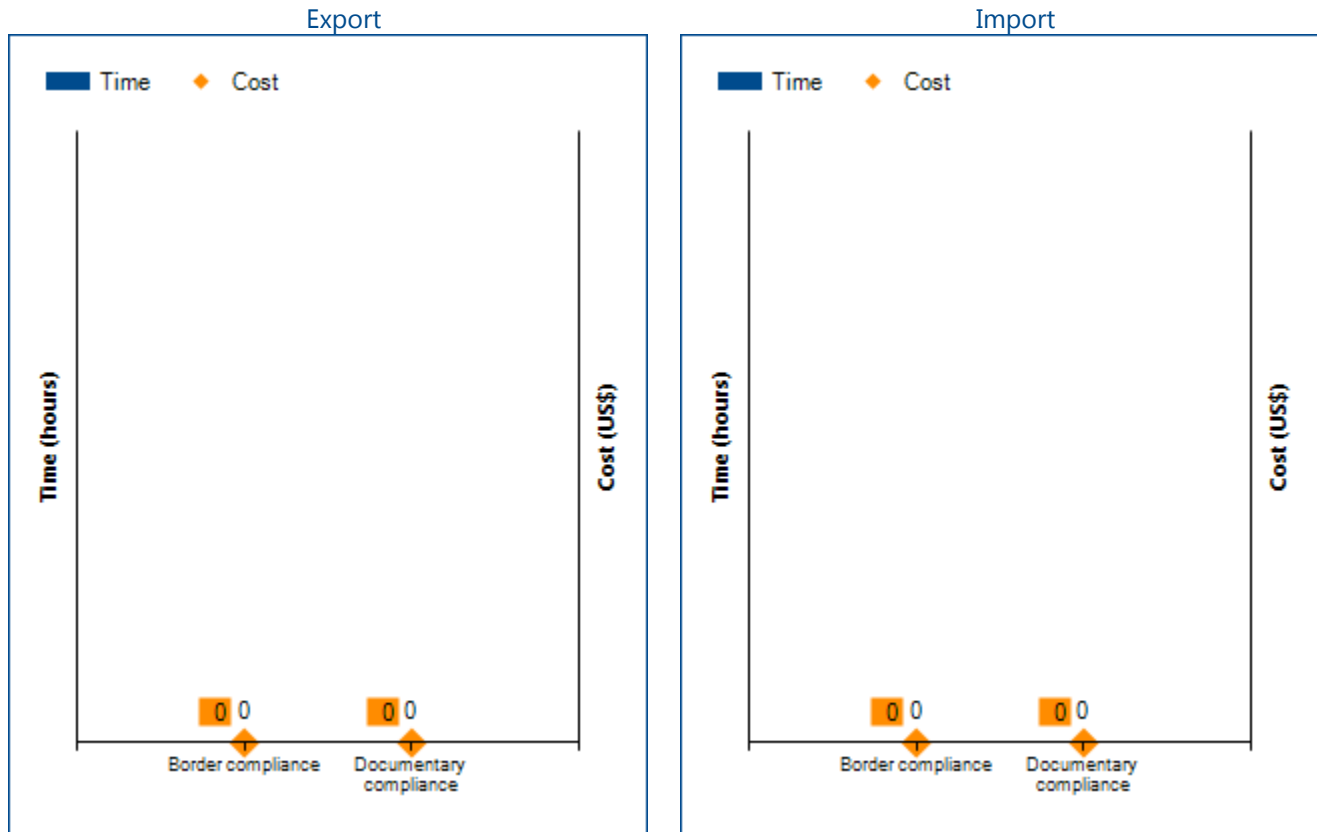 Export
Time Cost
Time (hours)
Cost (US$)
0 0
0 0
Border compliance
Documentary
compliance
Import
Time Cost
Time (hours)
Cost (US$)
0 0
0 0
Border compliance
Documentary
compliance